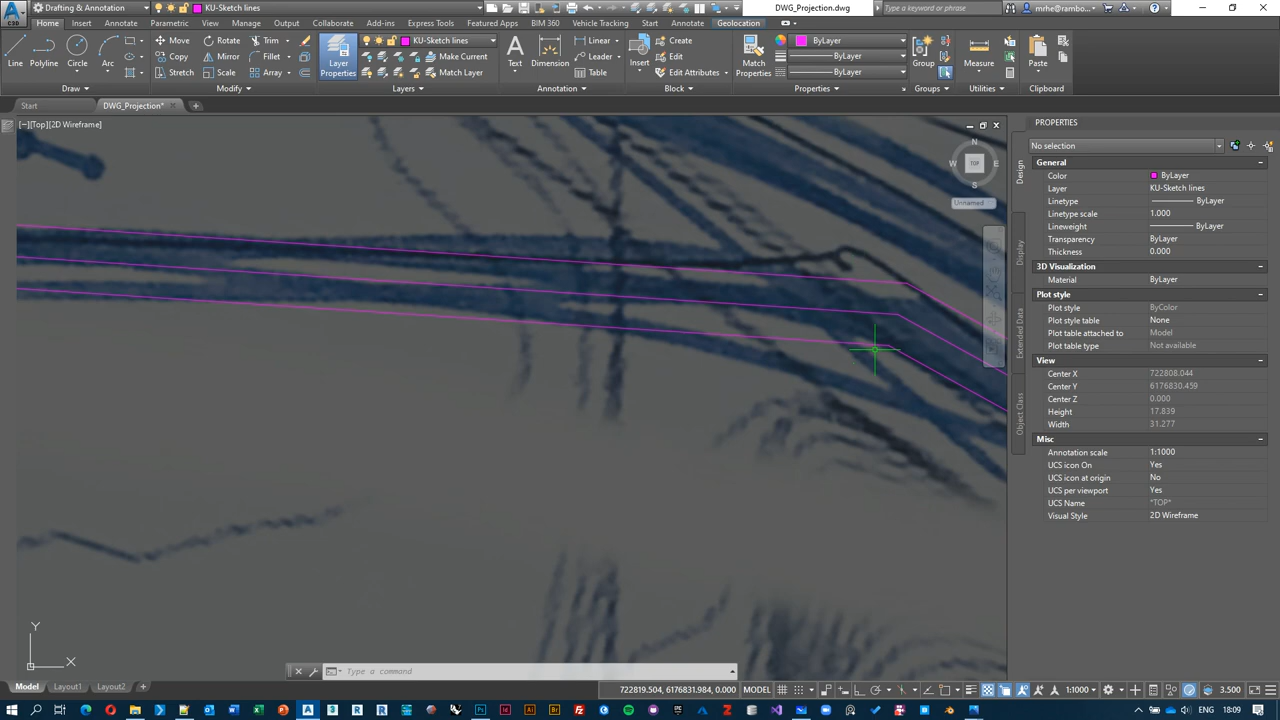 Drawing & Annotation
KU-Sketch lines
DWG_Projection.dwg
Type a keyword or phrase
mrhe@rambo...
C3D
Home
Insert
Annotate
Parametric
View
Manage
Output
Collaborate
Add-ins
Express Tools
Featured Apps
BIM 360
Vehicle Tracking
Start
Annotate
Geolocation
Line
Polyline
Circle
Arc
Move
Rotate
Trim
Copy
Mirror
Fillet
Stretch
Scale
Array
Layer
Properties
KU-Sketch lines
Make Current
Match Layer
Text
Dimension
Linear
Leader
Table
Insert
Create
Edit
Edit Attributes
Match
Properties
ByLayer
ByLayer
ByLayer
Group
Measure
Paste
Draw
Modify
Layers
Annotation
Block
Properties
Groups
Utilities
Clipboard
Start
DWG_Projection*
[−][Top][2D Wireframe]
N
W
TOP
E
S
Unnamed
PROPERTIES
No selection
Design
Display
Extended Data
Object Class
General
Color ByLayer
Layer KU-Sketch lines
Linetype ByLayer
Linetype scale 1.000
Lineweight ByLayer
Transparency ByLayer
Thickness 0.000
3D Visualization
Material ByLayer
Plot style
Plot style ByColor
Plot style table None
Plot table attached to Model
Plot table type Not available
View
Center X 722808.044
Center Y 6176830.459
Center Z 0.000
Height 17.839
Width 31.277
Misc
Annotation scale 1:1000
UCS icon On Yes
UCS icon at origin No
UCS per viewport Yes
UCS Name *TOP*
Visual Style 2D Wireframe
Y
X
Type a command
Model
Layout1
Layout2
722819.504, 6176831.984, 0.000
MODEL
1:1000
3.500
ENG
08:09